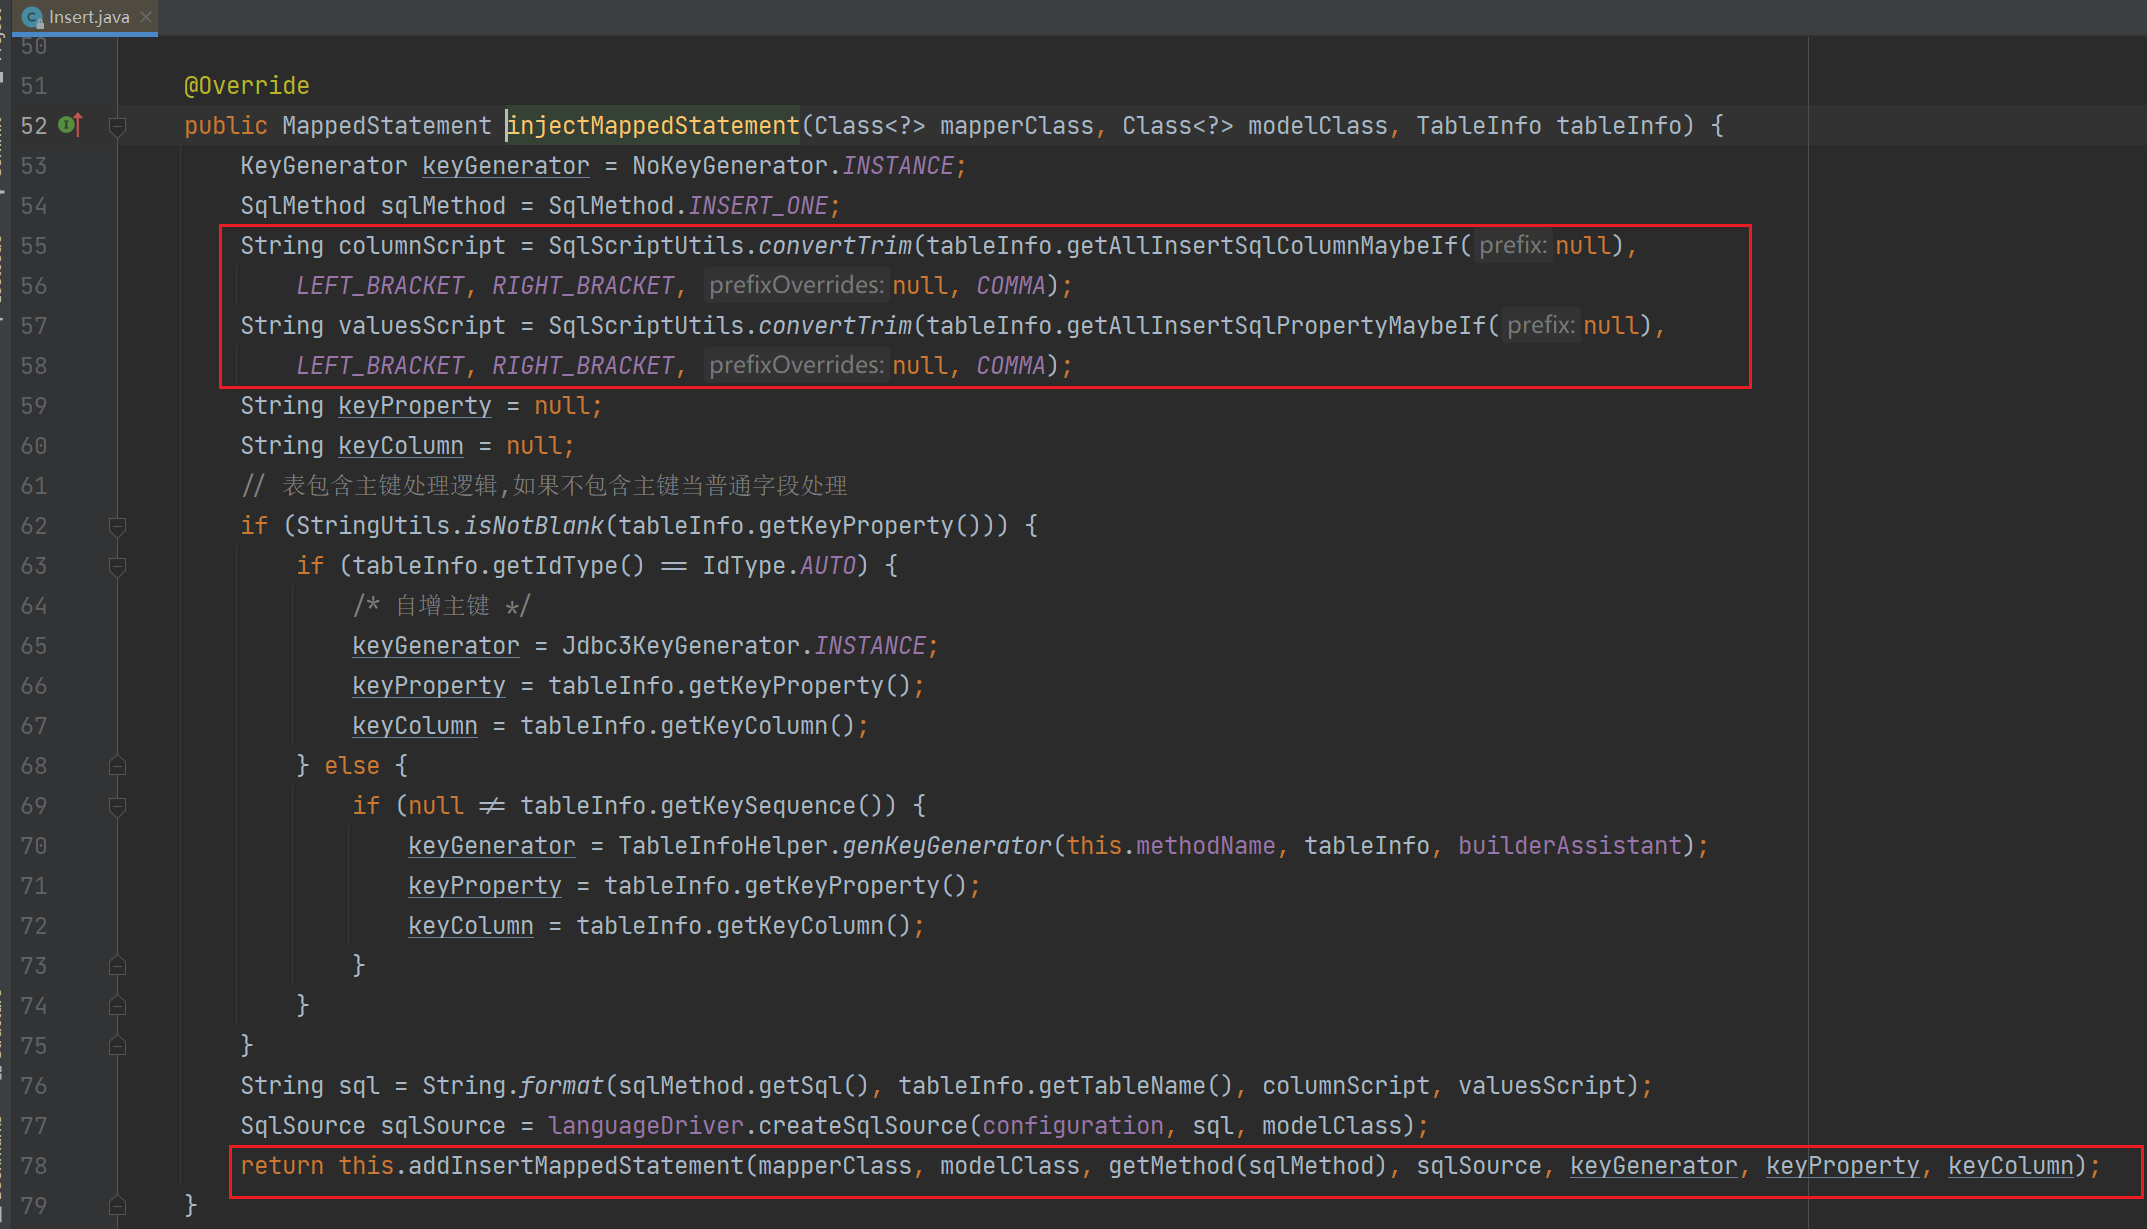 Insert.java
50
51 @Override
52 public MappedStatement injectMappedStatement(Class<?> mapperClass, Class<?> modelClass, TableInfo tableInfo) {
53 KeyGenerator keyGenerator = NoKeyGenerator.INSTANCE;
54 SqlMethod sqlMethod = SqlMethod.INSERT_ONE;
55 String columnScript = SqlScriptUtils.convertTrim(tableInfo.getAllInsertSqlColumnMaybeIf( prefix: null),
56 LEFT_BRACKET, RIGHT_BRACKET, prefixOverrides: null, COMMA);
57 String valuesScript = SqlScriptUtils.convertTrim(tableInfo.getAllInsertSqlPropertyMaybeIf( prefix: null),
58 LEFT_BRACKET, RIGHT_BRACKET, prefixOverrides: null, COMMA);
59 String keyProperty = null;
60 String keyColumn = null;
61 // 表包含主键处理逻辑,如果不包含主键当普通字段处理
62 if (StringUtils.isNotBlank(tableInfo.getKeyProperty())) {
63 if (tableInfo.getIdType() == IdType.AUTO) {
64 /* 自增主键 */
65 keyGenerator = Jdbc3KeyGenerator.INSTANCE;
66 keyProperty = tableInfo.getKeyProperty();
67 keyColumn = tableInfo.getKeyColumn();
68 } else {
69 if (null != tableInfo.getKeySequence()) {
70 keyGenerator = TableInfoHelper.genKeyGenerator(this.methodName, tableInfo, builderAssistant);
71 keyProperty = tableInfo.getKeyProperty();
72 keyColumn = tableInfo.getKeyColumn();
73 }
74 }
75 }
76 String sql = String.format(sqlMethod.getSql(), tableInfo.getTableName(), columnScript, valuesScript);
77 SqlSource sqlSource = languageDriver.createSqlSource(configuration, sql, modelClass);
78 return this.addInsertMappedStatement(mapperClass, modelClass, getMethod(sqlMethod), sqlSource, keyGenerator, keyProperty, keyColumn);
79 }